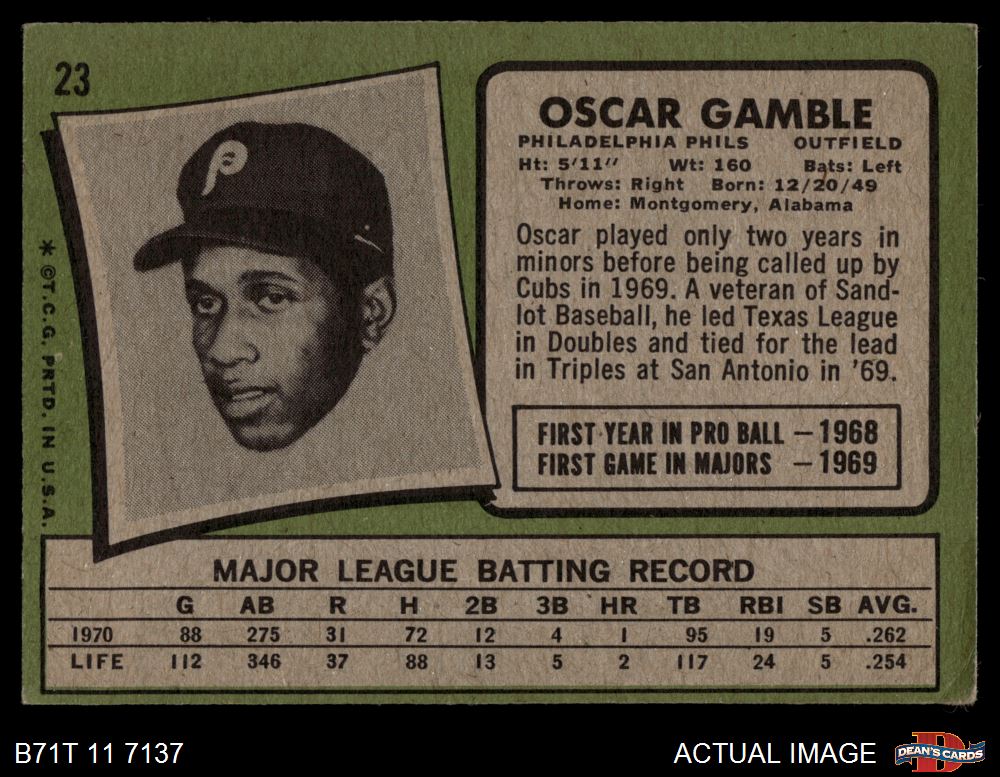 23
* ©T.C.G. PRTD. IN U.S.A.
P
OSCAR GAMBLE
PHILADELPHIA PHILS OUTFIELD
Ht: 5'11" Wt: 160 Bats: Left
Throws: Right Born: 12/20/49
Home: Montgomery, Alabama
Oscar played only two years in
minors before being called up by
Cubs in 1969. A veteran of Sand-
lot Baseball, he led Texas League
in Doubles and tied for the lead
in Triples at San Antonio in '69.
FIRST YEAR IN PRO BALL – 1968
FIRST GAME IN MAJORS – 1969
MAJOR LEAGUE BATTING RECORD
G AB R H 2B 3B HR TB RBI SB AVG.
1970 88 275 31 72 12 4 1 95 19 5 .262
LIFE 112 346 37 88 13 5 2 117 24 5 .254
B71T 11 7137 ACTUAL IMAGE
D
DEAN'S CARDS